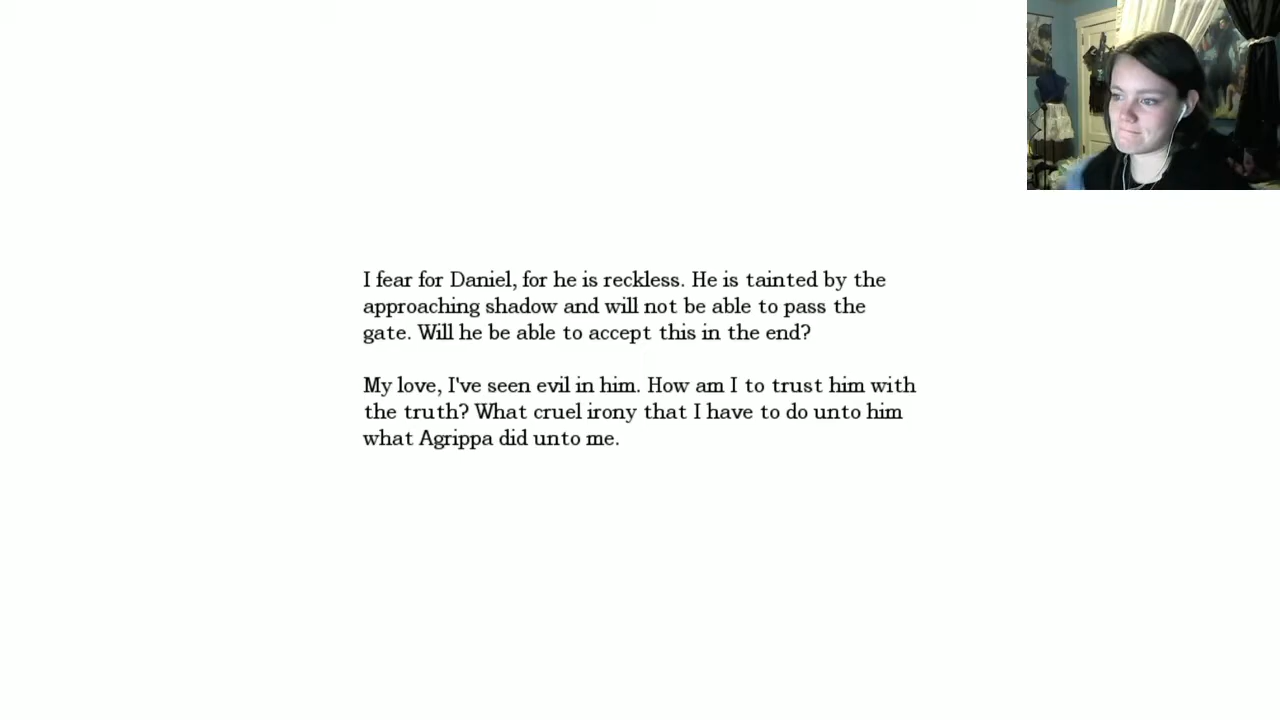 I fear for Daniel, for he is reckless. He is tainted by the
approaching shadow and will not be able to pass the
gate. Will he be able to accept this in the end?
My love, I've seen evil in him. How am I to trust him with
the truth? What cruel irony that I have to do unto him
what Agrippa did unto me.